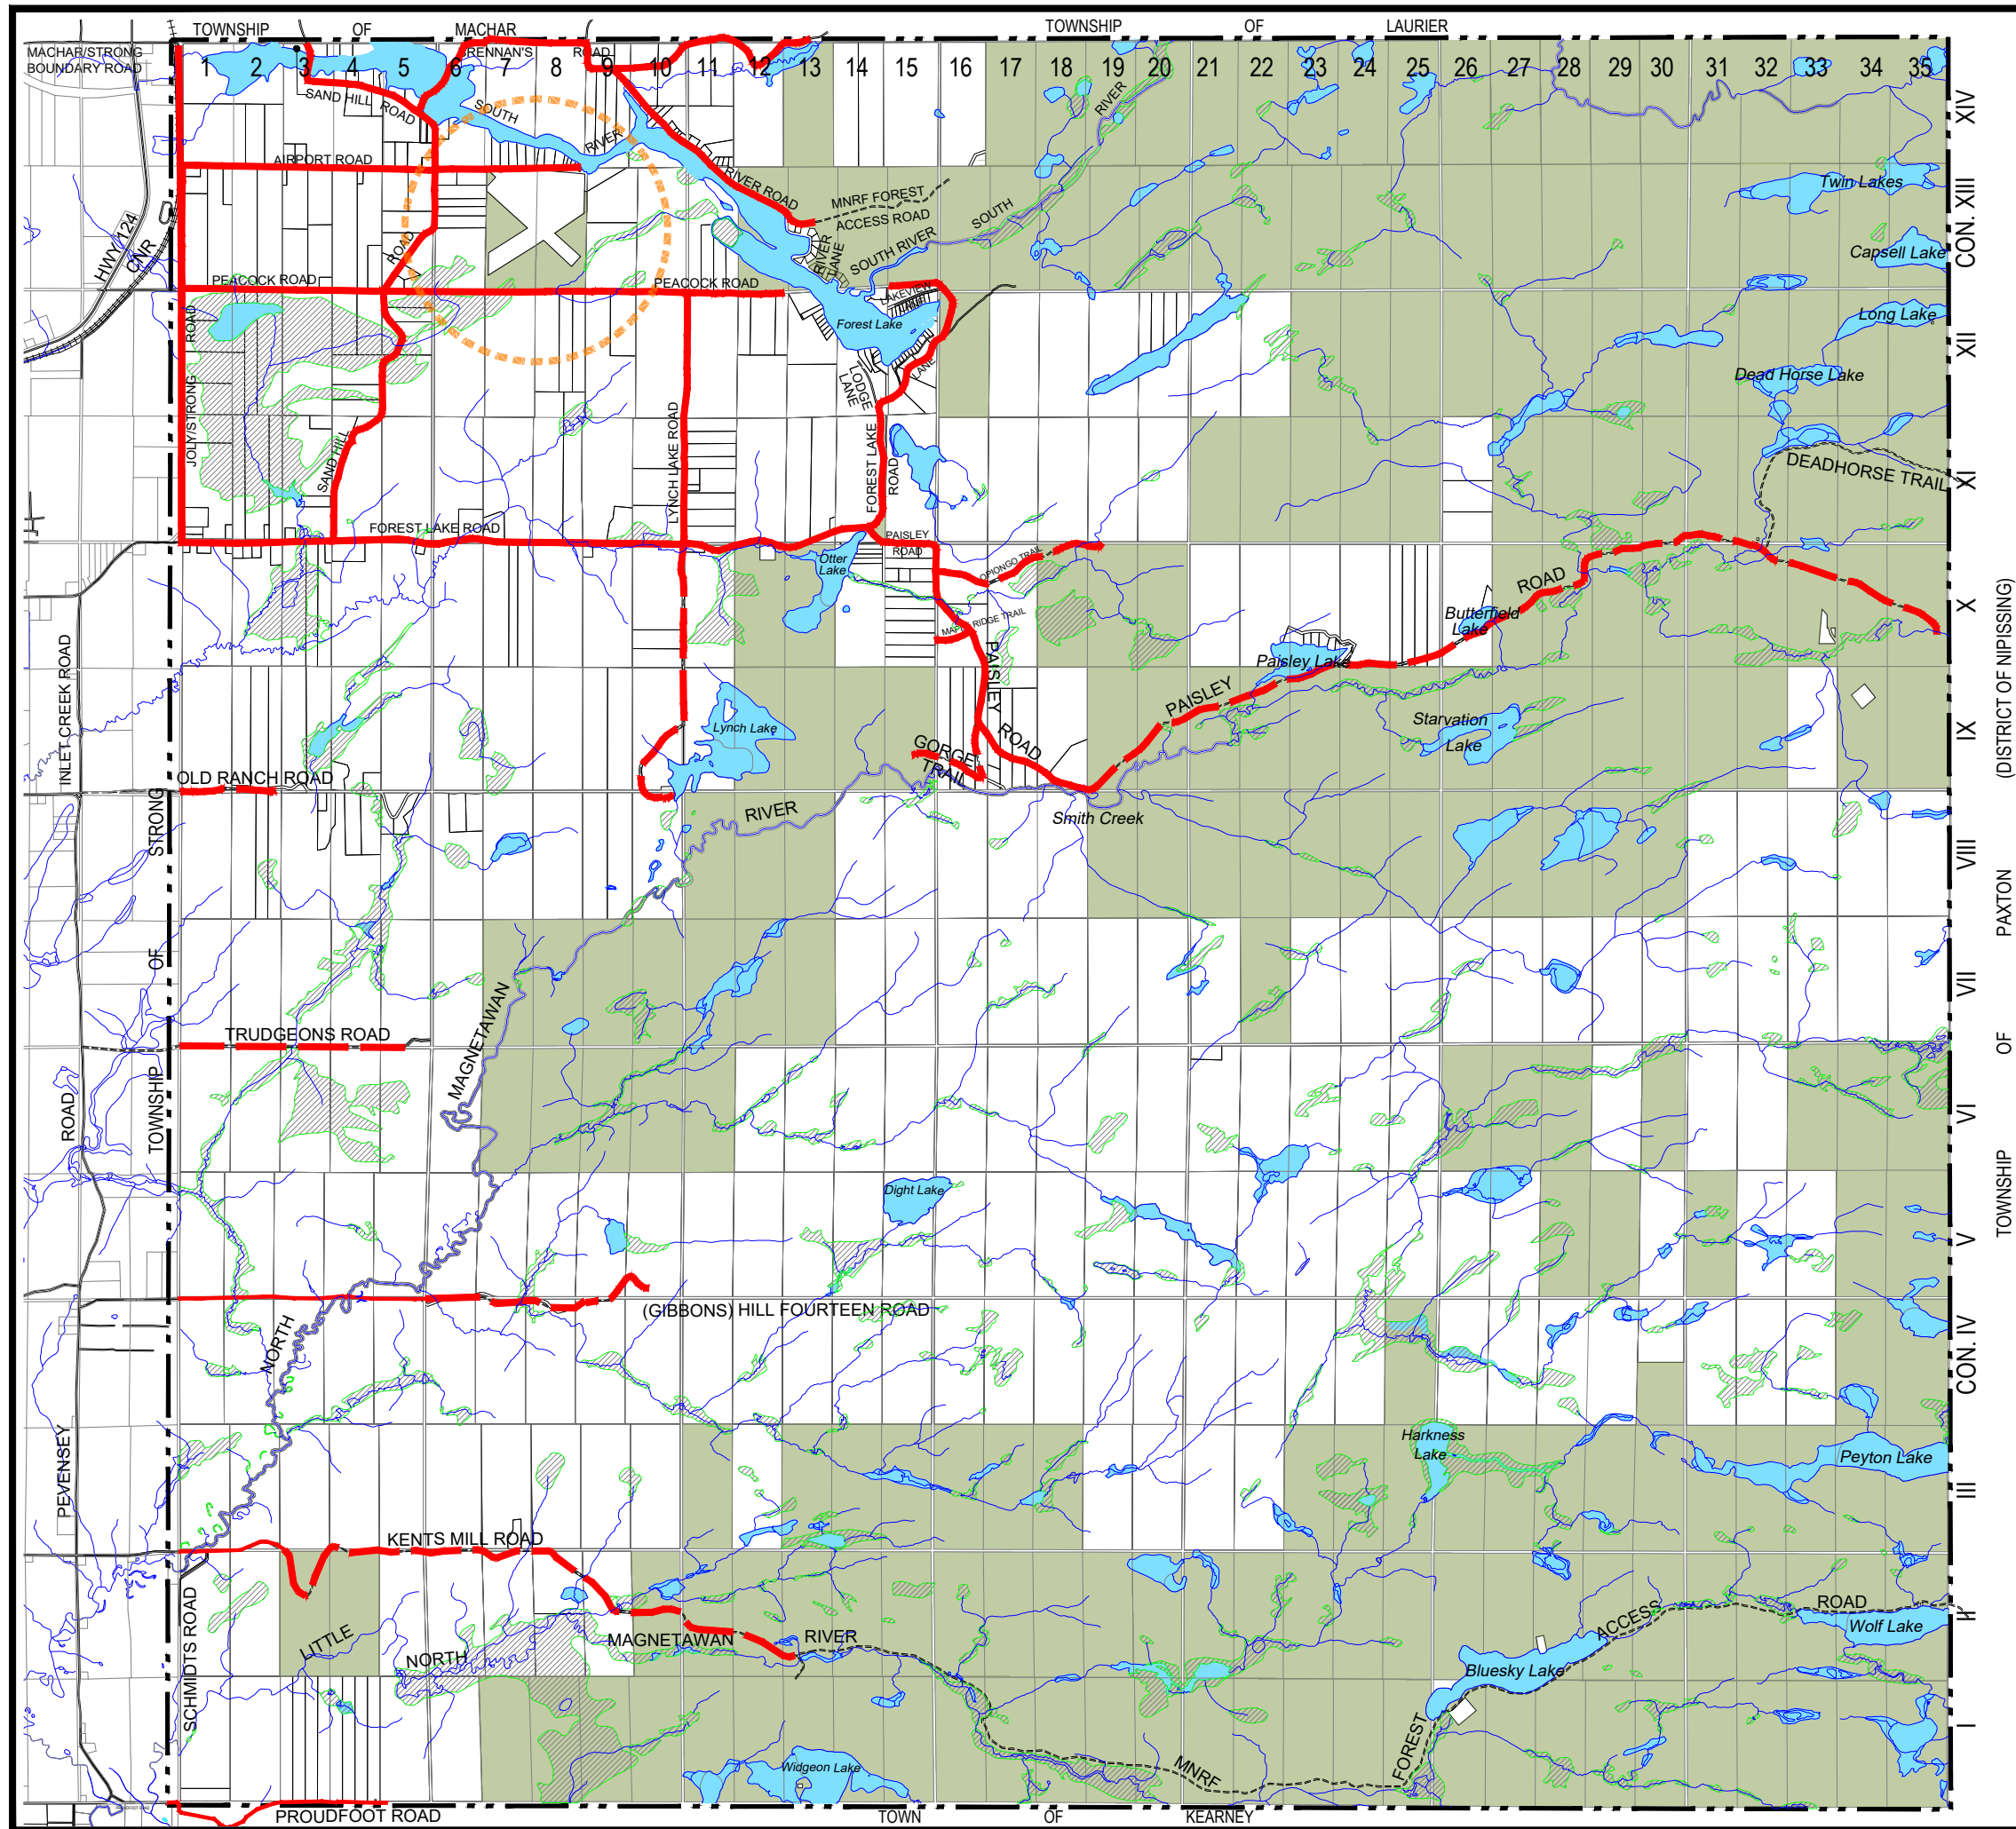 TOWNSHIP OF MACHAR
TOWNSHIP OF LAURIER
MACHAR/STRONG
BOUNDARY ROAD
BRENNAN'S ROAD
1 2 3 4 5 6 7 8 9 10 11 12 13 14 15 16 17 18 19 20 21 22 23 24 25 26 27 28 29 30 31 32 33 34 35
SAND HILL ROAD
SOUTH RIVER
RIVER
XIV
AIRPORT ROAD
RIVER ROAD
MNRF FOREST
ACCESS ROAD
SOUTH
Twin Lakes
CON. XIII
HWY 124
CNR
ROAD
RIVER
LANE
SOUTH RIVER
Capsell Lake
PEACOCK ROAD
PEACOCK ROAD
LAKEVIEW
LANE
Forest Lake
Long Lake
XII
JOLY/STRONG ROAD
LODGE
LANE
Dead Horse Lake
SAND HILL
LYNCH LAKE ROAD
FOREST LAKE
ROAD
DEADHORSE TRAIL
XI
FOREST LAKE ROAD
PAISLEY
ROAD
Otter
Lake
OPIONGO TRAIL
MAPLE RIDGE TRAIL
ROAD
Butterfield
Lake
X
(DISTRICT OF NIPISSING)
PAISLEY ROAD
Paisley Lake
PAISLEY
INLET CREEK ROAD
Lynch Lake
Starvation
Lake
IX
GORGE
TRAIL
OLD RANCH ROAD
RIVER
Smith Creek
TOWNSHIP OF STRONG
VIII
TOWNSHIP OF PAXTON
VII
MAGNETAWAN
TRUDGEONS ROAD
ROAD
VI
Dight Lake
V
(GIBBONS) HILL FOURTEEN ROAD
NORTH
CON. IV
PEVENSEY
Harkness
Lake
Peyton Lake
III
KENTS MILL ROAD
SCHMIDTS ROAD
LITTLE
NORTH
MAGNETAWAN
RIVER
ACCESS
ROAD
II
Wolf Lake
Bluesky Lake
I
FOREST
MNRF
Widgeon Lake
PROUDFOOT ROAD
TOWN OF KEARNEY